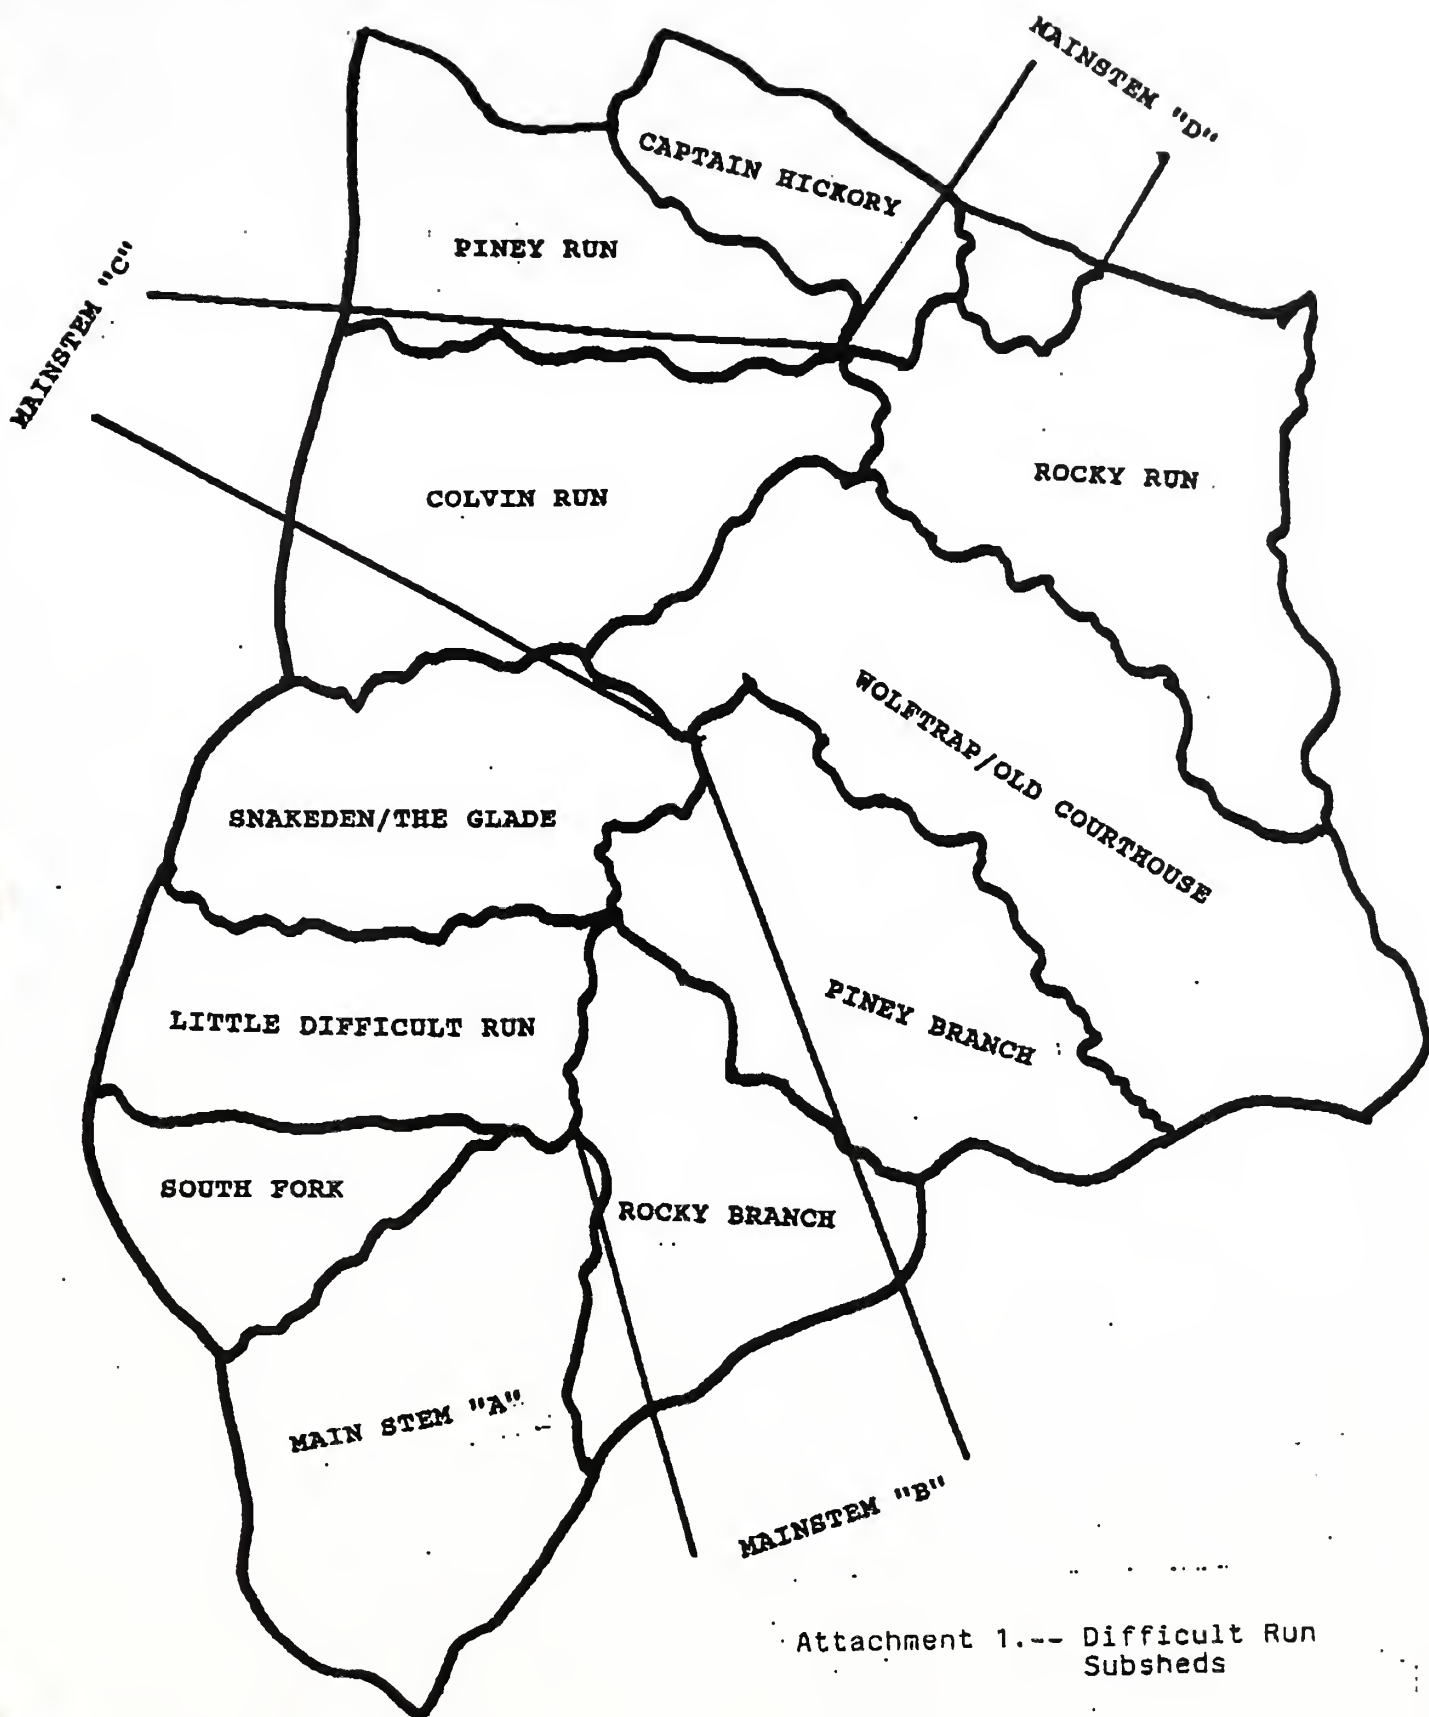 MAINSTEM "D"
CAPTAIN HICKORY
PINEY RUN
MAINSTEM "C"
ROCKY RUN
COLVIN RUN
WOLFTRAP/OLD COURTHOUSE
SNAKEDEN/THE GLADE
PINEY BRANCH
LITTLE DIFFICULT RUN
SOUTH FORK
ROCKY BRANCH
MAIN STEM "A"
MAINSTEM "B"
Attachment 1.-- Difficult Run
Subsheds